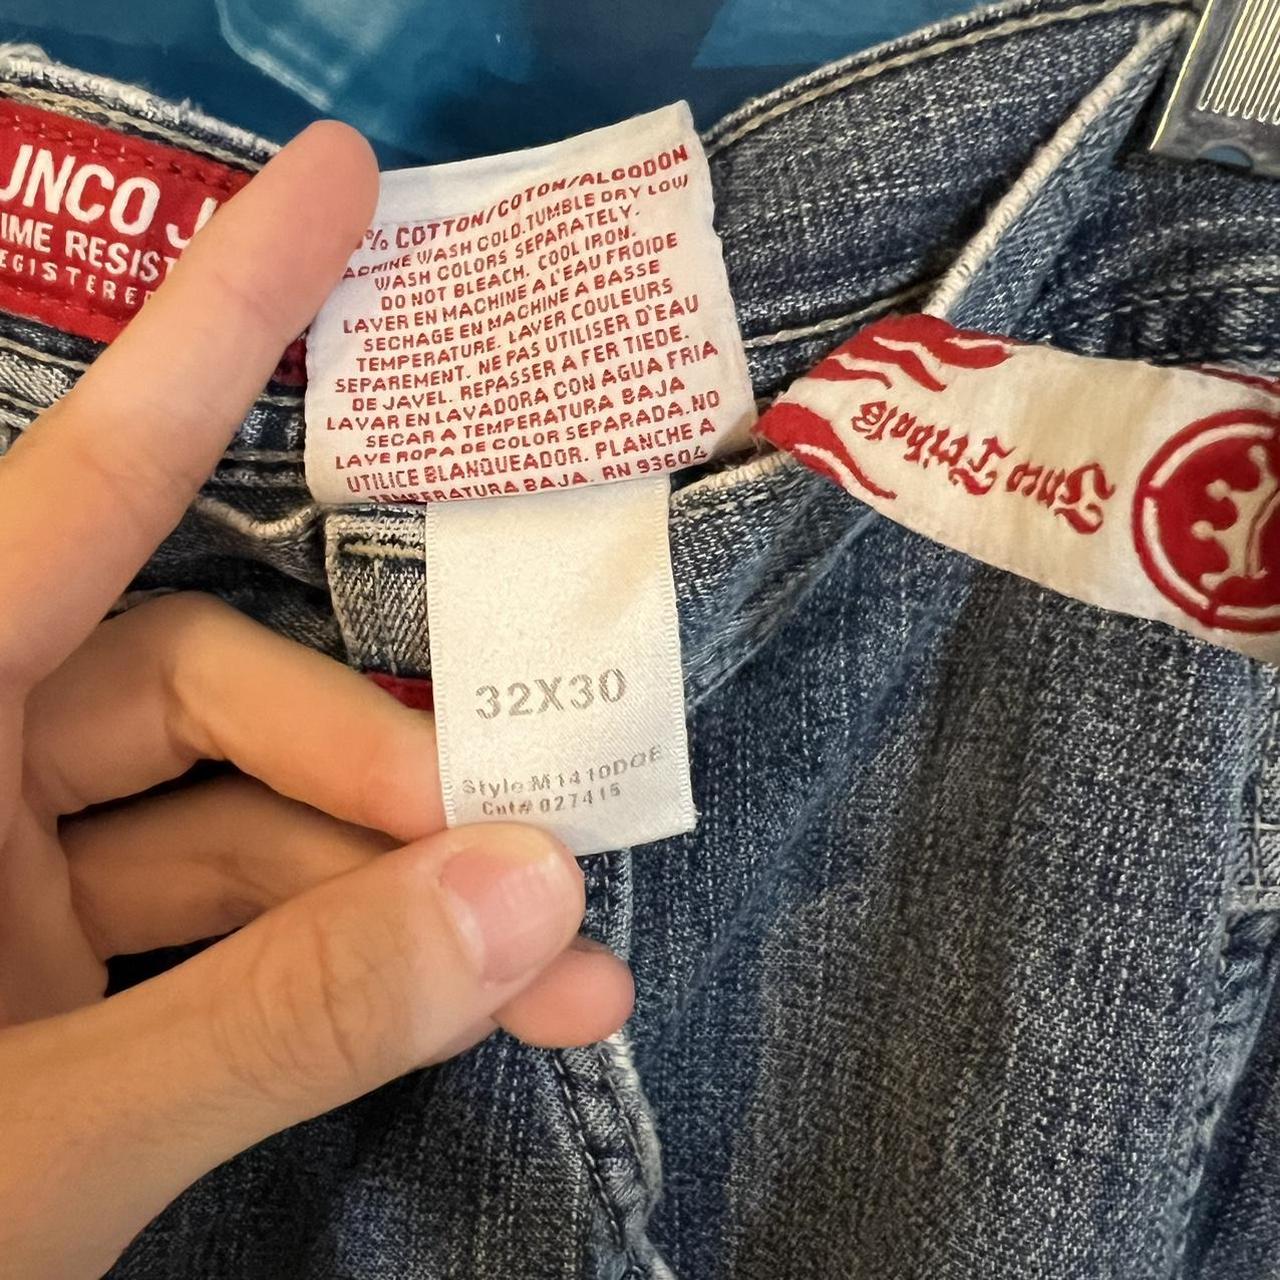 JNCO J
IME RESIST
EGISTERE
% COTTON/COTON/ALGODON
ACHINE WASH COLD.TUMBLE DRY LOW
WASH COLORS SEPARATELY.
DO NOT BLEACH. COOL IRON.
LAVER EN MACHINE A L'EAU FROIDE
SECHAGE EN MACHINE A BASSE
TEMPERATURE. LAVER COULEURS
SEPAREMENT. NE PAS UTILISER D'EAU
DE JAVEL. REPASSER A FER TIEDE.
LAVAR EN LAVADORA CON AGUA FRIA
SECAR A TEMPERATURA BAJA
LAVE ROPA DE COLOR SEPARADA.NO
UTILICE BLANQUEADOR. PLANCHE A
TEMPERATURA BAJA. RN 93604
32X30
Style:M1410DOE
Cut# 027415
Jnco